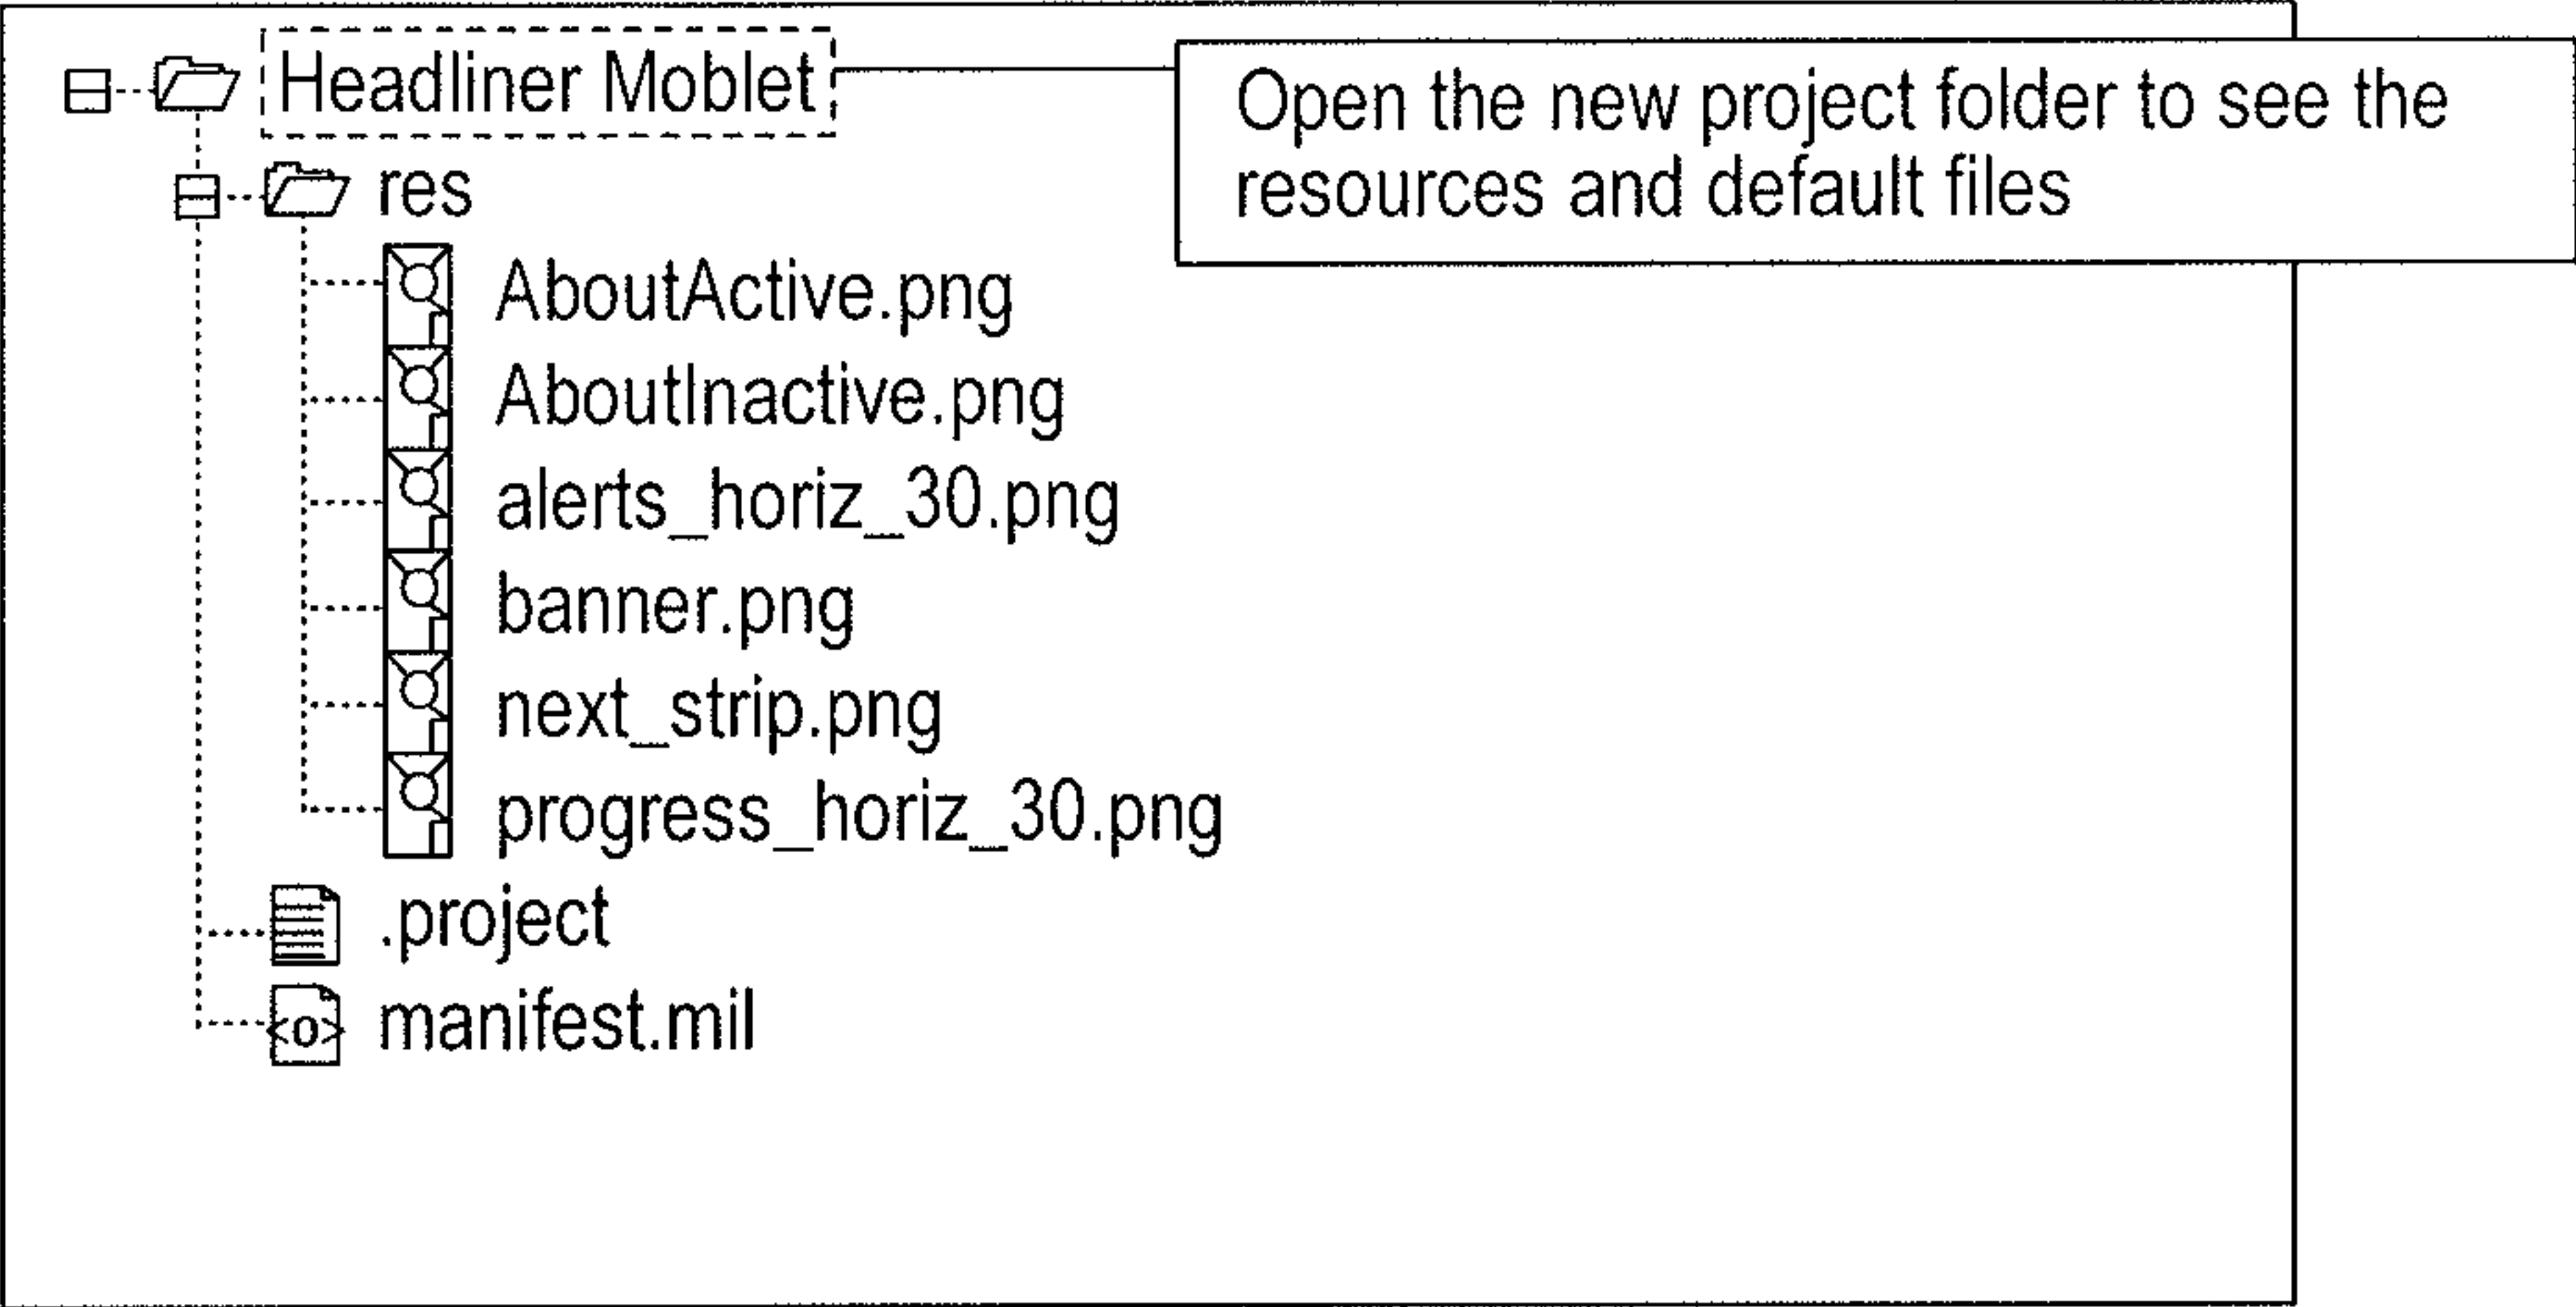 Headliner Moblet
Open the new project folder to see the
resources and default files
res
AboutActive.png
AboutInactive.png
alerts_horiz_30.png
banner.png
next_strip.png
progress_horiz_30.png
.project
<o>
manifest.mil